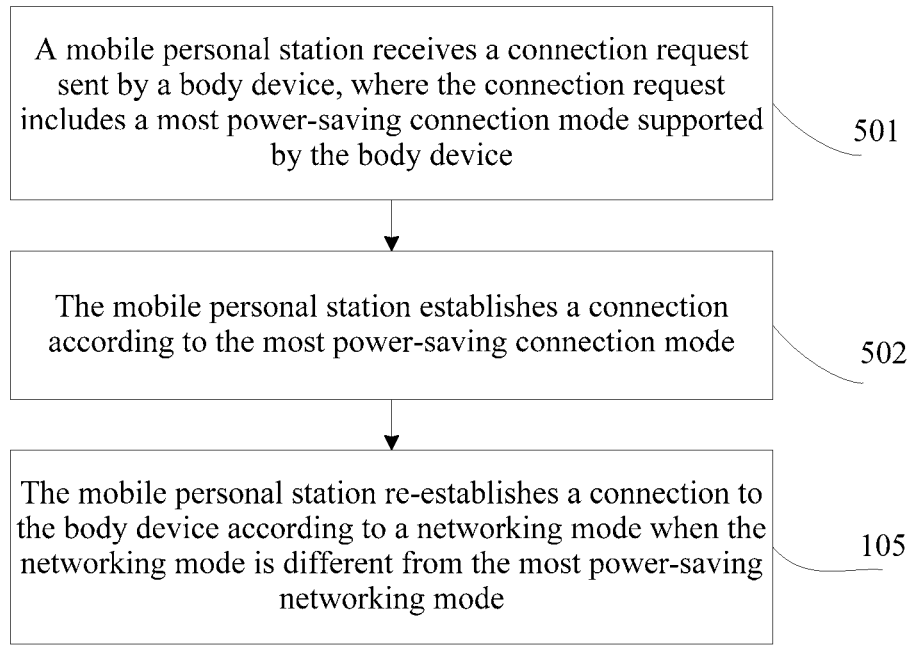 A mobile personal station receives a connection request
sent by a body device, where the connection request
includes a most power-saving connection mode supported
by the body device
501
The mobile personal station establishes a connection
according to the most power-saving connection mode
502
The mobile personal station re-establishes a connection to
the body device according to a networking mode when the
networking mode is different from the most power-saving
networking mode
105